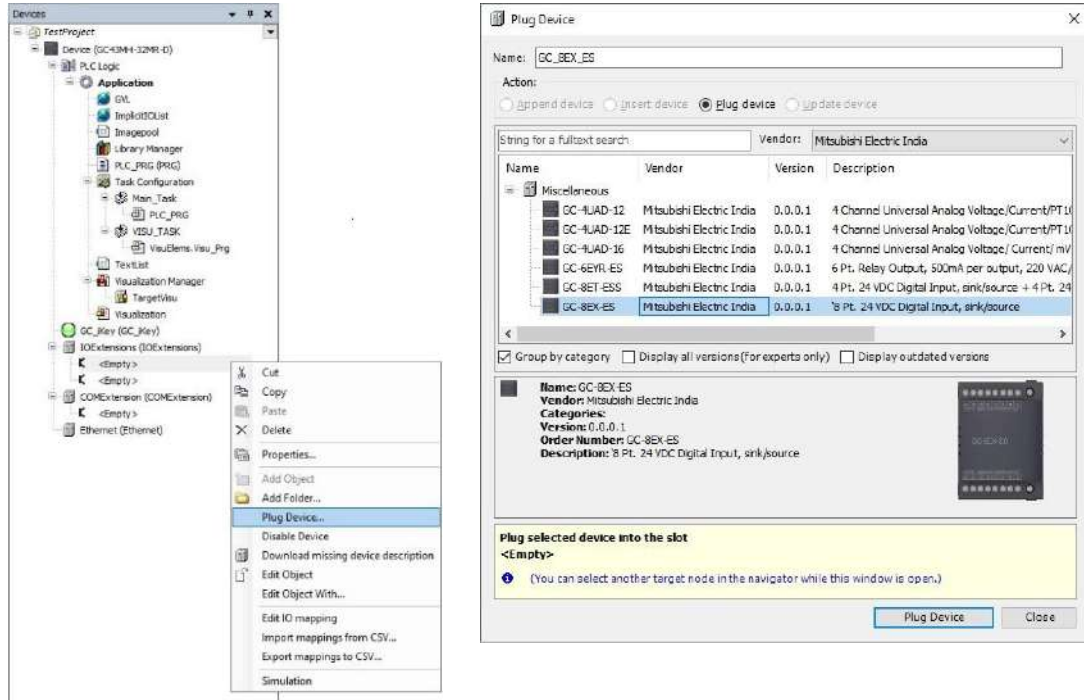 Devices
TestProject
Device (GC43MH-32MR-D)
PLC Logic
Application
GVL
ImplicitIOList
Imagepool
Library Manager
PLC_PRG (PRG)
Task Configuration
Main_Task
PLC_PRG
VISU_TASK
VisuElems.Visu_Prg
TextList
Visualization Manager
TargetVisu
Visualization
GC_iKey (GC_iKey)
IOExtensions (IOExtensions)
<Empty>
<Empty>
COMExtension (COMExtension)
<Empty>
Ethernet (Ethernet)
Cut
Copy
Paste
Delete
Properties...
Add Object
Add Folder...
Plug Device...
Disable Device
Download missing device description
Edit Object
Edit Object With...
Edit IO mapping
Import mappings from CSV...
Export mappings to CSV...
Simulation
Plug Device
Name: GC_8EX_ES
Action:
Append device Insert device Plug device Update device
String for a fulltext search Vendor: Mitsubishi Electric India
Name Vendor Version Description
Miscellaneous
GC-4UAD-12 Mitsubishi Electric India 0.0.0.1 4 Channel Universal Analog Voltage/Current/PT10
GC-4UAD-12E Mitsubishi Electric India 0.0.0.1 4 Channel Universal Analog Voltage/Current/PT10
GC-4UAD-16 Mitsubishi Electric India 0.0.0.1 4 Channel Universal Analog Voltage/ Current/ mV
GC-6EYR-ES Mitsubishi Electric India 0.0.0.1 6 Pt. Relay Output, 500mA per output, 220 VAC/
GC-8ET-ESS Mitsubishi Electric India 0.0.0.1 4 Pt. 24 VDC Digital Input, sink/source + 4 Pt. 24
GC-8EX-ES Mitsubishi Electric India 0.0.0.1 '8 Pt. 24 VDC Digital Input, sink/source
Group by category Display all versions (for experts only) Display outdated versions
Name: GC-8EX-ES
Vendor: Mitsubishi Electric India
Categories:
Version: 0.0.0.1
Order Number: GC-8EX-ES
Description: '8 Pt. 24 VDC Digital Input, sink/source
GC-8EX-ES
Plug selected device into the slot
<Empty>
(You can select another target node in the navigator while this window is open.)
Plug Device Close